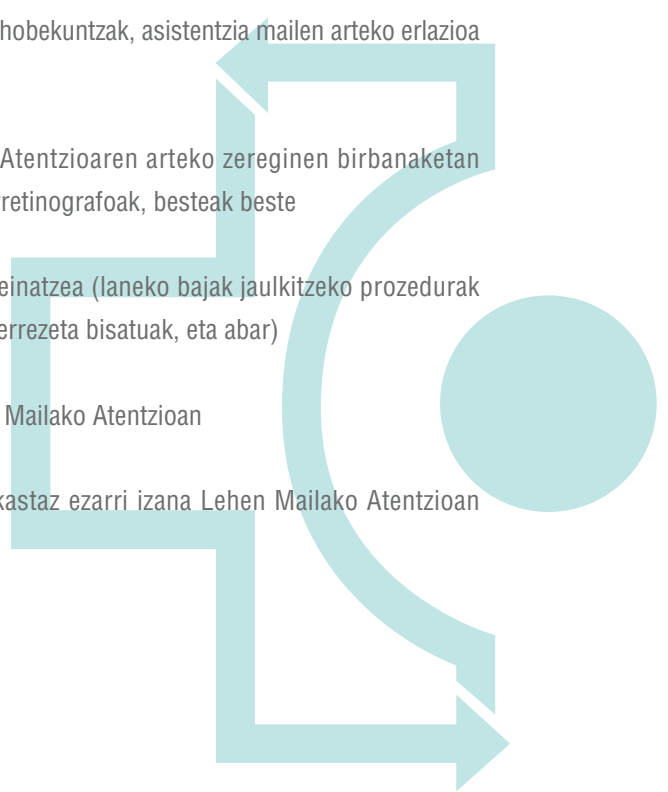 hobekuntzak, asistentzia mailen arteko erlazioa
Atentzioaren arteko zereginen birbanaketan
retinografoak, besteak beste
einatzea (laneko bajak jaulkitzeko prozedurak
errezeta bisatuak, eta abar)
Mailako Atentzioan
kastaz ezarri izana Lehen Mailako Atentzioan